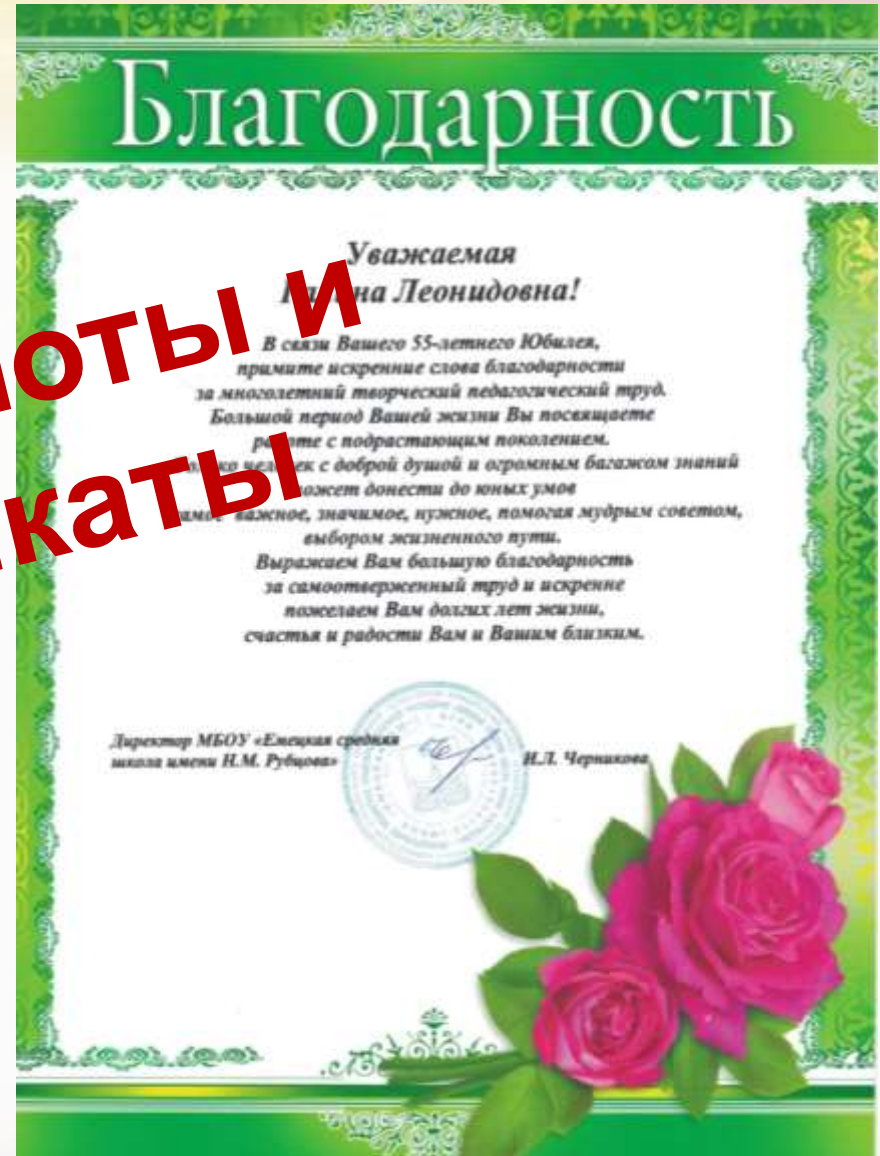 Благодарность
Уважаемая
Леонидовна!
оты и
В связи Вашего 55-летнего Юбилея,
примите искренние слова благодарности
за многолетний творческий педагогический труд.
Большой период Вашей жизни Вы посвящаете
работе с подрастающим поколением.
человек с доброй душой и огромным багажом знаний
каты
может донести до юных умов
самое важное, значимое, нужное, помогая мудрым советом,
выбором жизненного пути.
Выражаем Вам большую благодарность
за самоотверженный труд и искренне
пожелаем Вам долгих лет жизни,
счастья и радости Вам и Вашим близким.
Директор МБОУ «Емецкая средняя
школа имени Н.М. Рубцова»
И.Л. Черникова